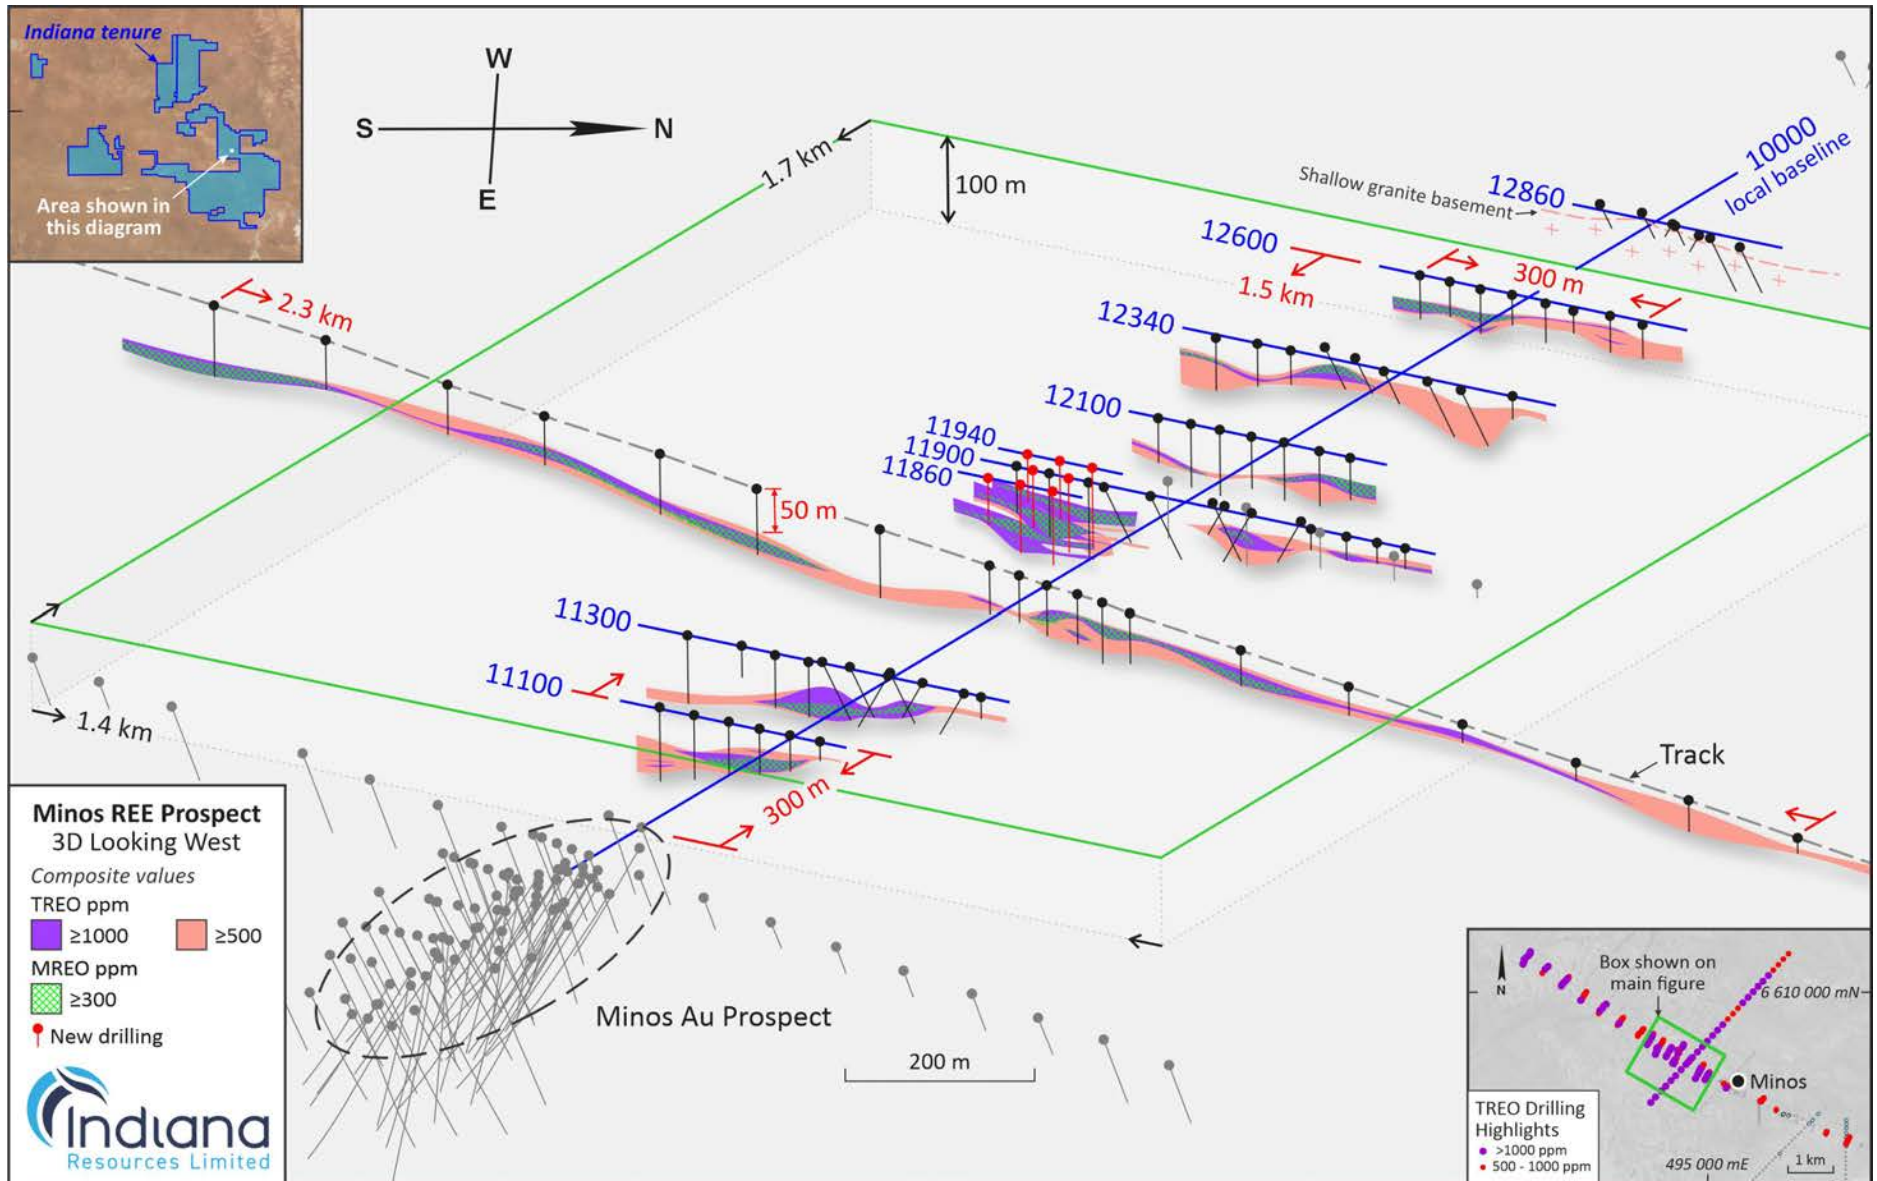 Indiana tenure
Area shown in
this diagram
W
S
N
E
1.7 km
100 m
Shallow granite basement
12860
10000
local baseline
12600
1.5 km
300 m
2.3 km
12340
12100
11940
11900
11860
50 m
11300
11100
1.4 km
300 m
Track
Minos REE Prospect
3D Looking West
Composite values
TREO ppm
≥1000
≥500
MREO ppm
≥300
New drilling
Indiana
Resources Limited
Minos Au Prospect
200 m
N
Box shown on
main figure
6 610 000 mN
Minos
TREO Drilling
Highlights
>1000 ppm
500 - 1000 ppm
495 000 mE
1 km